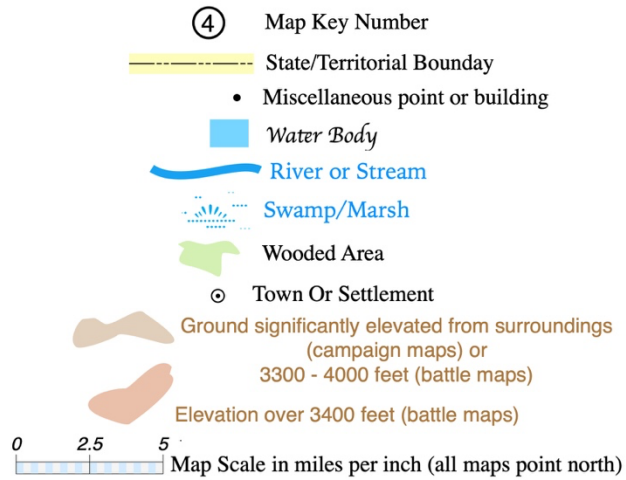 4 Map Key Number
State/Territorial Bounday
Miscellaneous point or building
Water Body
River or Stream
Swamp/Marsh
Wooded Area
Town Or Settlement
Ground significantly elevated from surroundings
(campaign maps) or
3300 - 4000 feet (battle maps)
Elevation over 3400 feet (battle maps)
0 2.5 5
Map Scale in miles per inch (all maps point north)